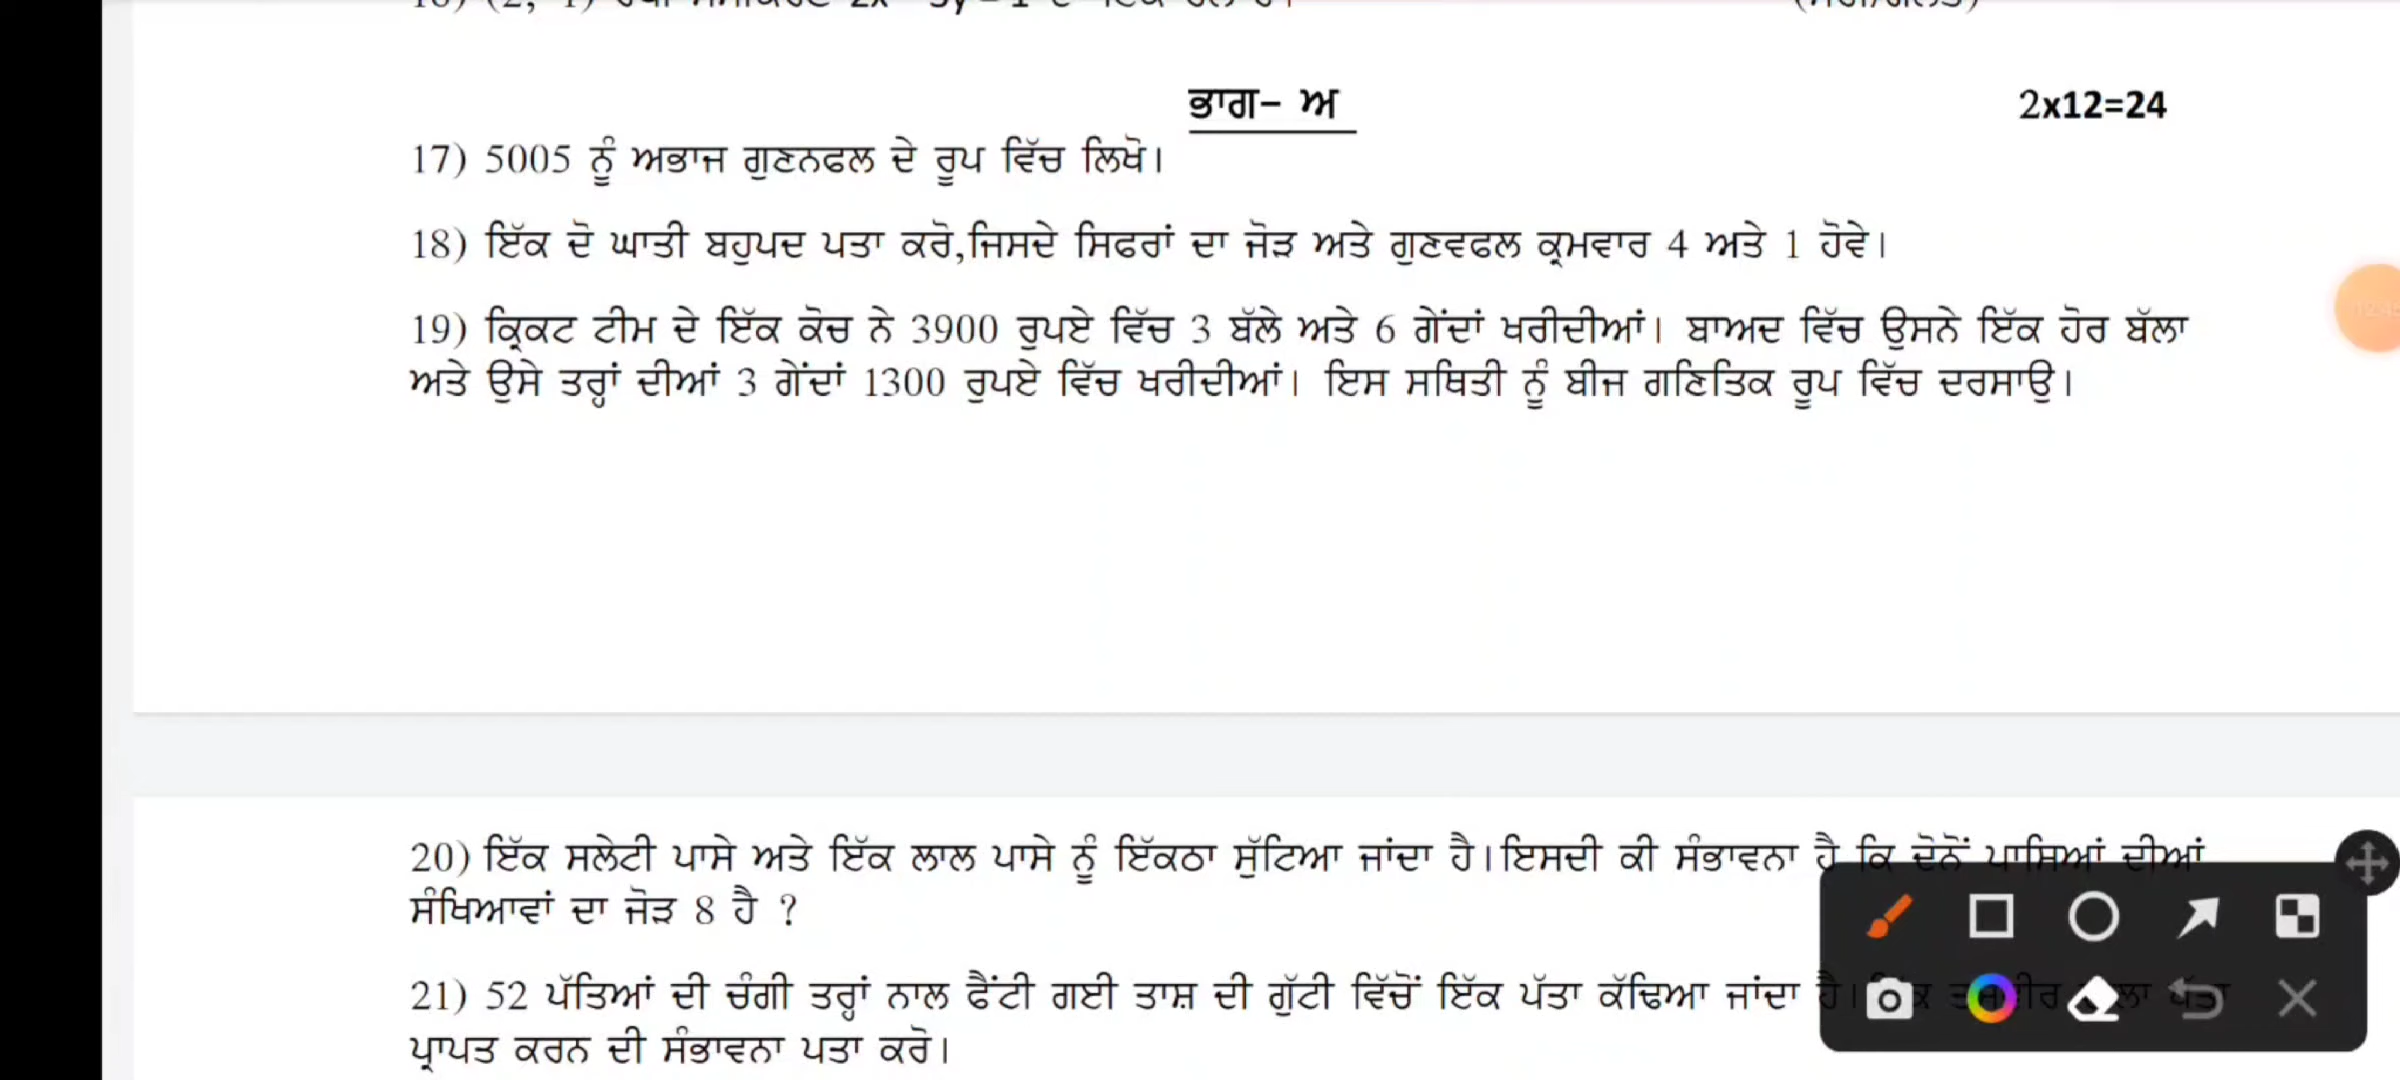 ਭਾਗ– ਅ 2x12=24
17) 5005 ਨੂੰ ਅਭਾਜ ਗੁਣਨਫਲ ਦੇ ਰੂਪ ਵਿੱਚ ਲਿਖੋ।
18) ਇੱਕ ਦੋ ਘਾਤੀ ਬਹੁਪਦ ਪਤਾ ਕਰੋ,ਜਿਸਦੇ ਸਿਫਰਾਂ ਦਾ ਜੋੜ ਅਤੇ ਗੁਣਵਫਲ ਕ੍ਰਮਵਾਰ 4 ਅਤੇ 1 ਹੋਵੇ।
19) ਕ੍ਰਿਕਟ ਟੀਮ ਦੇ ਇੱਕ ਕੋਚ ਨੇ 3900 ਰੁਪਏ ਵਿੱਚ 3 ਬੱਲੇ ਅਤੇ 6 ਗੇਂਦਾਂ ਖਰੀਦੀਆਂ। ਬਾਅਦ ਵਿੱਚ ਉਸਨੇ ਇੱਕ ਹੋਰ ਬੱਲਾ
ਅਤੇ ਉਸੇ ਤਰ੍ਹਾਂ ਦੀਆਂ 3 ਗੇਂਦਾਂ 1300 ਰੁਪਏ ਵਿੱਚ ਖਰੀਦੀਆਂ। ਇਸ ਸਥਿਤੀ ਨੂੰ ਬੀਜ ਗਣਿਤਿਕ ਰੂਪ ਵਿੱਚ ਦਰਸਾਉ।
20) ਇੱਕ ਸਲੇਟੀ ਪਾਸੇ ਅਤੇ ਇੱਕ ਲਾਲ ਪਾਸੇ ਨੂੰ ਇੱਕਠਾ ਸੁੱਟਿਆ ਜਾਂਦਾ ਹੈ।ਇਸਦੀ ਕੀ ਸੰਭਾਵਨਾ ਹੈ ਕਿ ਦੋਨੋਂ ਪਾਸਿਆਂ ਦੀਆਂ
ਸੰਖਿਆਵਾਂ ਦਾ ਜੋੜ 8 ਹੈ ?
21) 52 ਪੱਤਿਆਂ ਦੀ ਚੰਗੀ ਤਰ੍ਹਾਂ ਨਾਲ ਫੈਂਟੀ ਗਈ ਤਾਸ਼ ਦੀ ਗੁੱਟੀ ਵਿੱਚੋਂ ਇੱਕ ਪੱਤਾ ਕੱਢਿਆ ਜਾਂਦਾ ਹੈ।
ਪ੍ਰਾਪਤ ਕਰਨ ਦੀ ਸੰਭਾਵਨਾ ਪਤਾ ਕਰੋ।